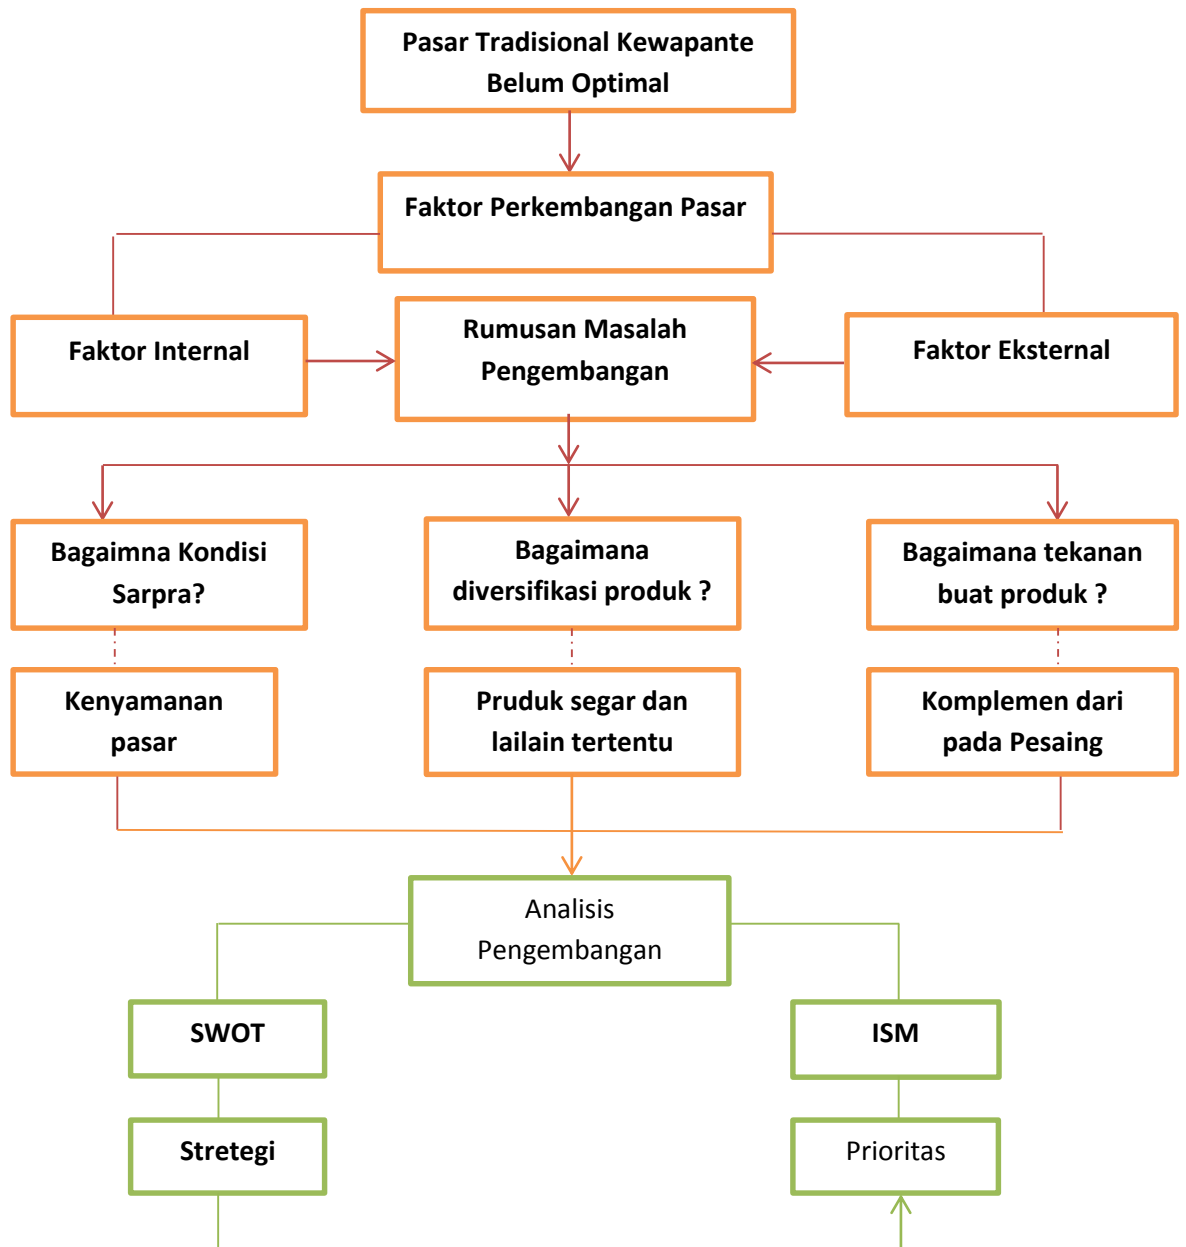 Pasar Tradisional Kewapante
Belum Optimal
Faktor Perkembangan Pasar
Faktor Internal
Rumusan Masalah
Pengembangan
Faktor Eksternal
Bagaimna Kondisi
Sarpra?
Bagaimana
diversifikasi produk ?
Bagaimana tekanan
buat produk ?
Kenyamanan
pasar
Pruduk segar dan
lailain tertentu
Komplemen dari
pada Pesaing
Analisis
Pengembangan
SWOT
ISM
Stretegi
Prioritas